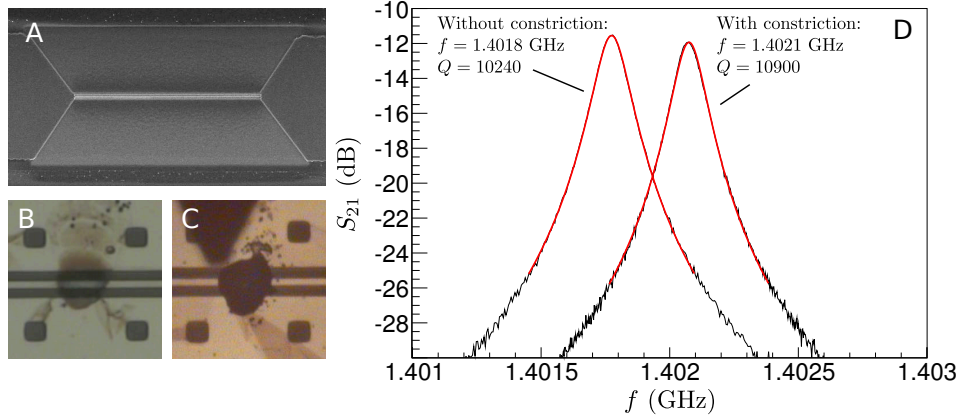 A
B
C
D
Without constriction:
f = 1.4018 GHz
Q = 10240
With constriction:
f = 1.4021 GHz
Q = 10900
S₂₁ (dB)
-10
-12
-14
-16
-18
-20
-22
-24
-26
-28
1.401
1.4015
1.402
1.4025
1.403
f (GHz)